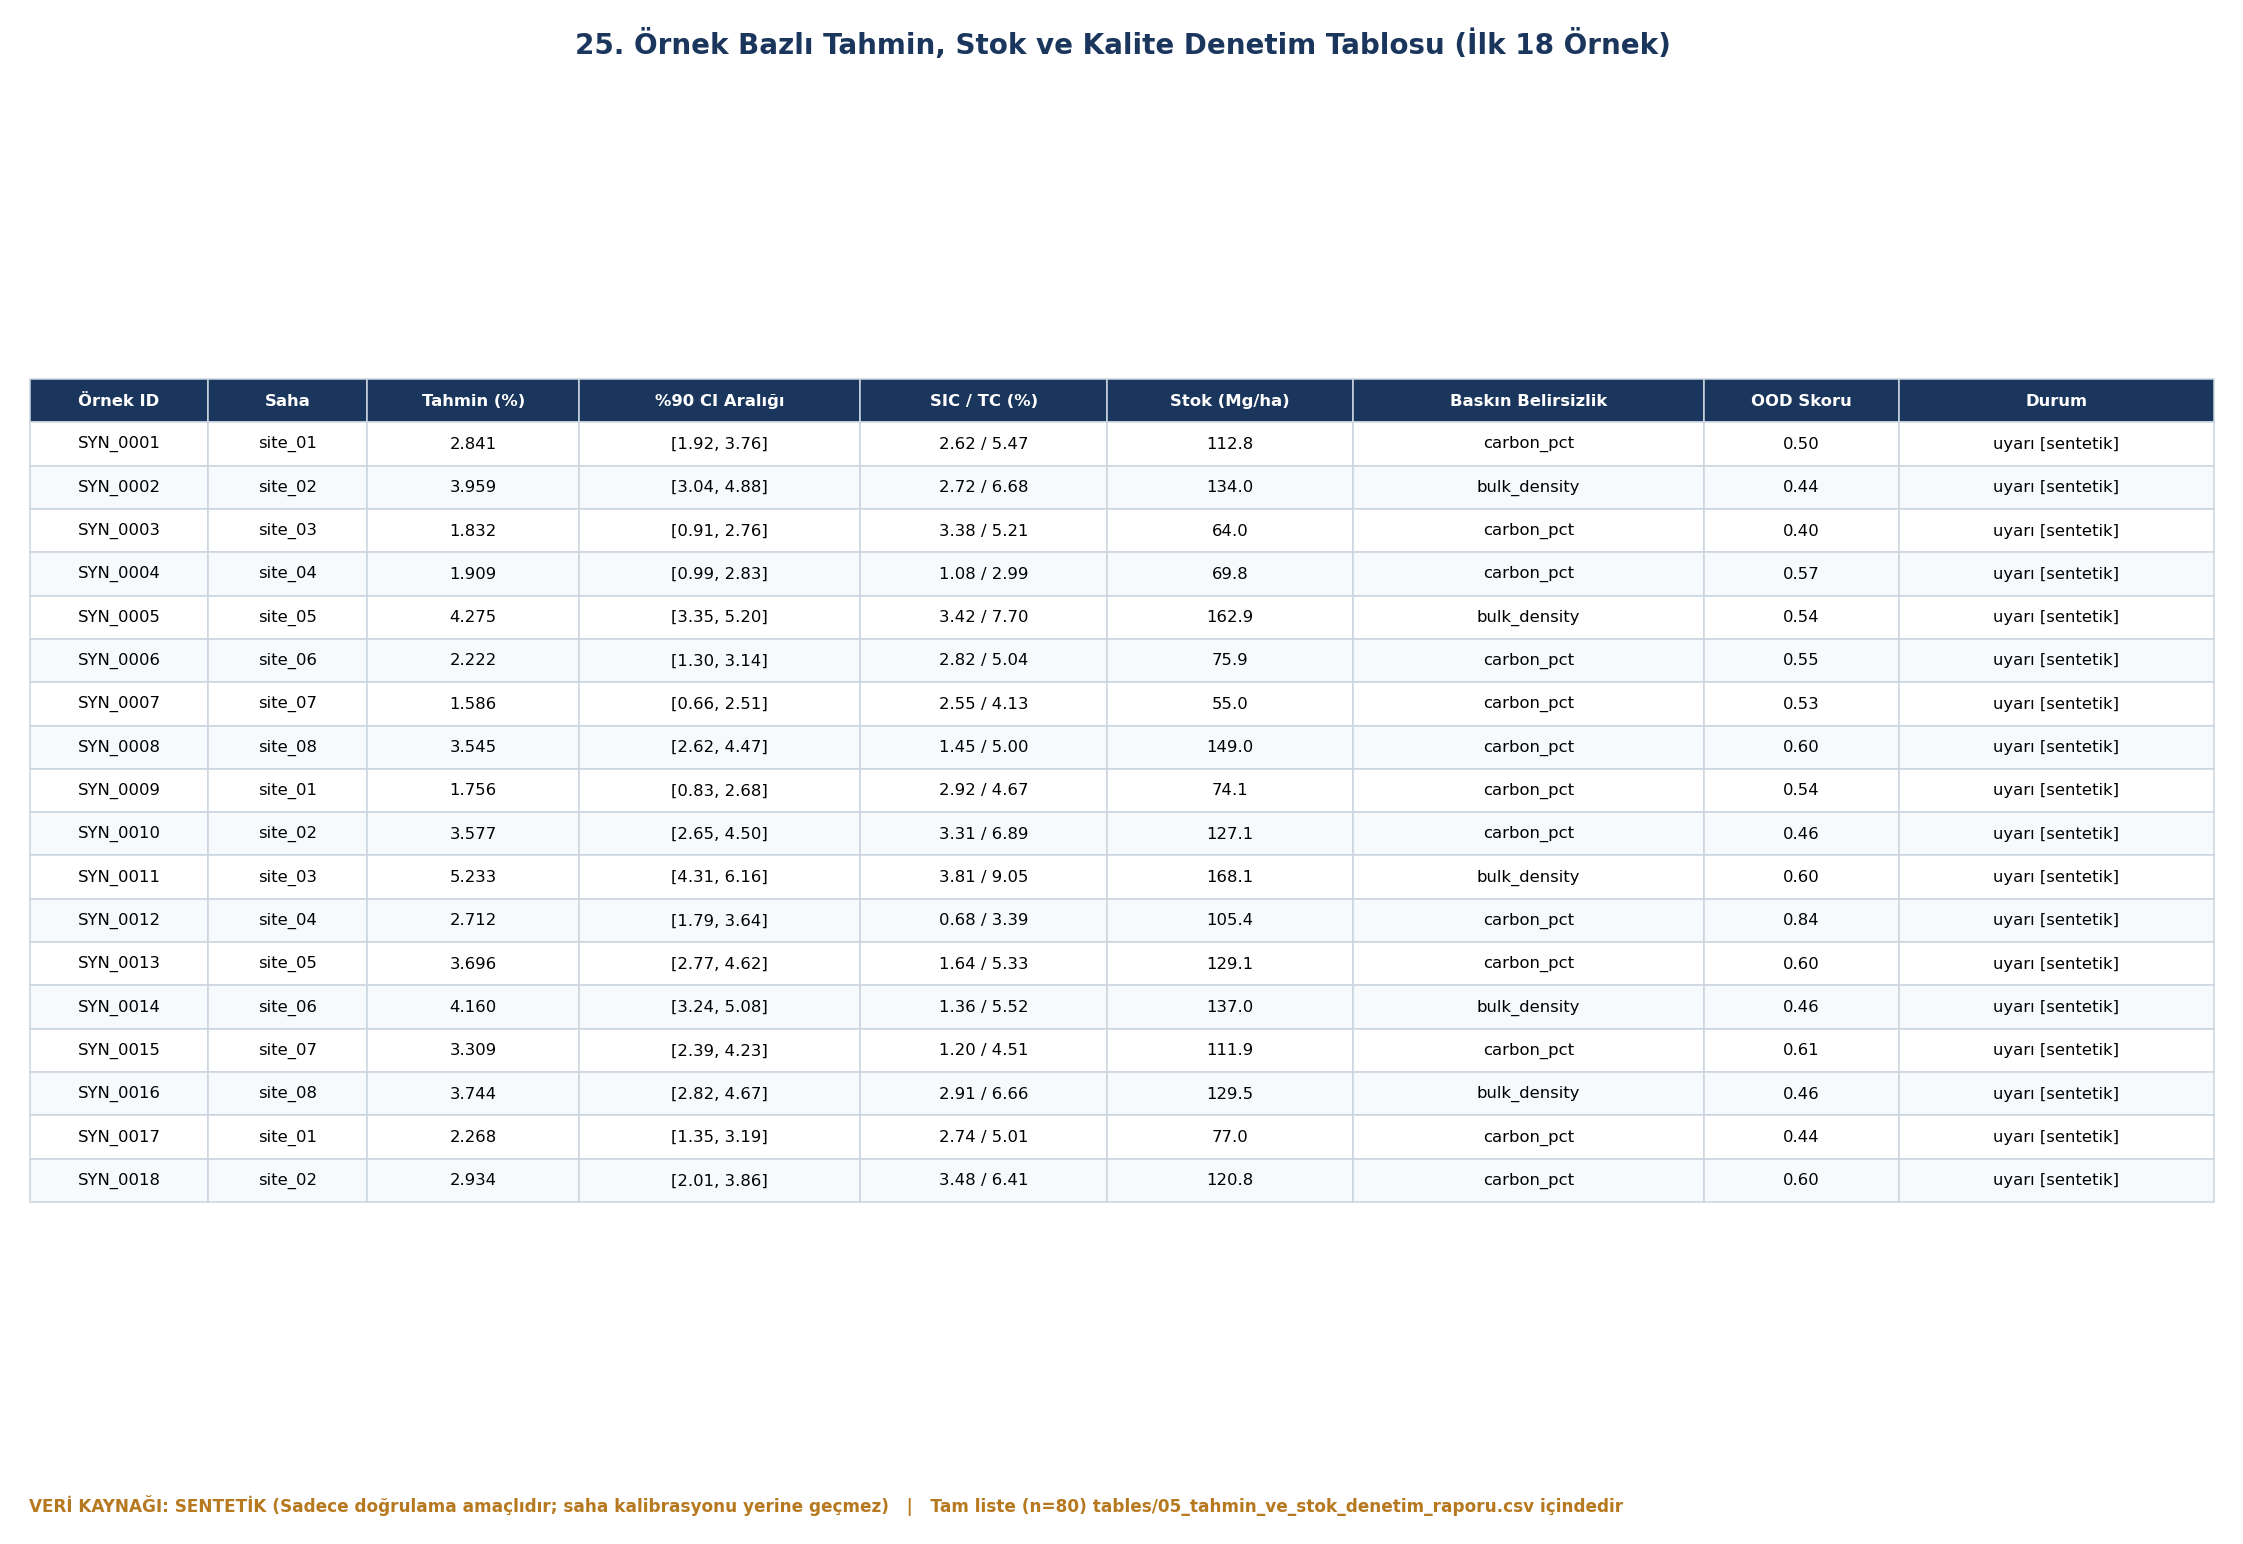 25. Örnek Bazlı Tahmin, Stok ve Kalite Denetim Tablosu (İlk 18 Örnek)
Örnek ID Saha Tahmin (%) %90 CI Aralığı SIC / TC (%) Stok (Mg/ha) Baskın Belirsizlik OOD Skoru Durum
SYN_0001 site_01 2.841 [1.92, 3.76] 2.62 / 5.47 112.8 carbon_pct 0.50 uyarı [sentetik]
SYN_0002 site_02 3.959 [3.04, 4.88] 2.72 / 6.68 134.0 bulk_density 0.44 uyarı [sentetik]
SYN_0003 site_03 1.832 [0.91, 2.76] 3.38 / 5.21 64.0 carbon_pct 0.40 uyarı [sentetik]
SYN_0004 site_04 1.909 [0.99, 2.83] 1.08 / 2.99 69.8 carbon_pct 0.57 uyarı [sentetik]
SYN_0005 site_05 4.275 [3.35, 5.20] 3.42 / 7.70 162.9 bulk_density 0.54 uyarı [sentetik]
SYN_0006 site_06 2.222 [1.30, 3.14] 2.82 / 5.04 75.9 carbon_pct 0.55 uyarı [sentetik]
SYN_0007 site_07 1.586 [0.66, 2.51] 2.55 / 4.13 55.0 carbon_pct 0.53 uyarı [sentetik]
SYN_0008 site_08 3.545 [2.62, 4.47] 1.45 / 5.00 149.0 carbon_pct 0.60 uyarı [sentetik]
SYN_0009 site_01 1.756 [0.83, 2.68] 2.92 / 4.67 74.1 carbon_pct 0.54 uyarı [sentetik]
SYN_0010 site_02 3.577 [2.65, 4.50] 3.31 / 6.89 127.1 carbon_pct 0.46 uyarı [sentetik]
SYN_0011 site_03 5.233 [4.31, 6.16] 3.81 / 9.05 168.1 bulk_density 0.60 uyarı [sentetik]
SYN_0012 site_04 2.712 [1.79, 3.64] 0.68 / 3.39 105.4 carbon_pct 0.84 uyarı [sentetik]
SYN_0013 site_05 3.696 [2.77, 4.62] 1.64 / 5.33 129.1 carbon_pct 0.60 uyarı [sentetik]
SYN_0014 site_06 4.160 [3.24, 5.08] 1.36 / 5.52 137.0 bulk_density 0.46 uyarı [sentetik]
SYN_0015 site_07 3.309 [2.39, 4.23] 1.20 / 4.51 111.9 carbon_pct 0.61 uyarı [sentetik]
SYN_0016 site_08 3.744 [2.82, 4.67] 2.91 / 6.66 129.5 bulk_density 0.46 uyarı [sentetik]
SYN_0017 site_01 2.268 [1.35, 3.19] 2.74 / 5.01 77.0 carbon_pct 0.44 uyarı [sentetik]
SYN_0018 site_02 2.934 [2.01, 3.86] 3.48 / 6.41 120.8 carbon_pct 0.60 uyarı [sentetik]
VERİ KAYNAĞI: SENTETİK (Sadece doğrulama amaçlıdır; saha kalibrasyonu yerine geçmez) | Tam liste (n=80) tables/05_tahmin_ve_stok_denetim_raporu.csv içindedir